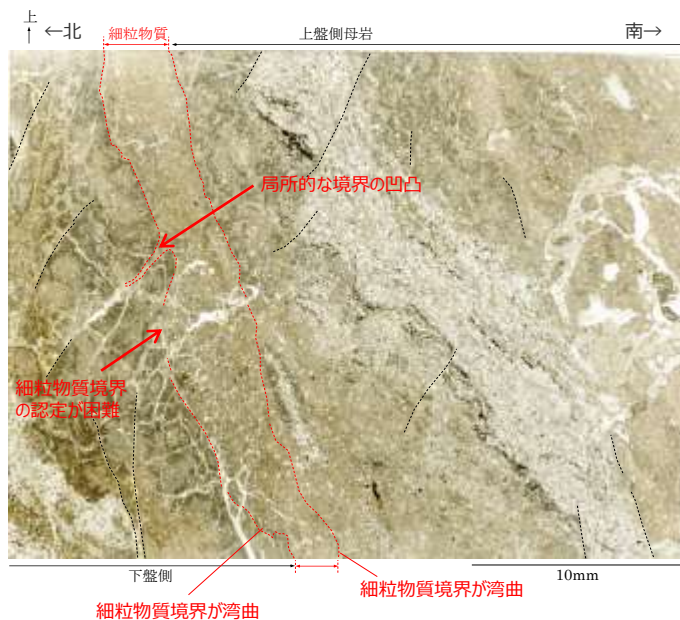 上
←北
細粒物質
上盤側母岩
南→
局所的な境界の凹凸
細粒物質境界
の認定が困難
下盤側
10mm
細粒物質境界が湾曲
細粒物質境界が湾曲